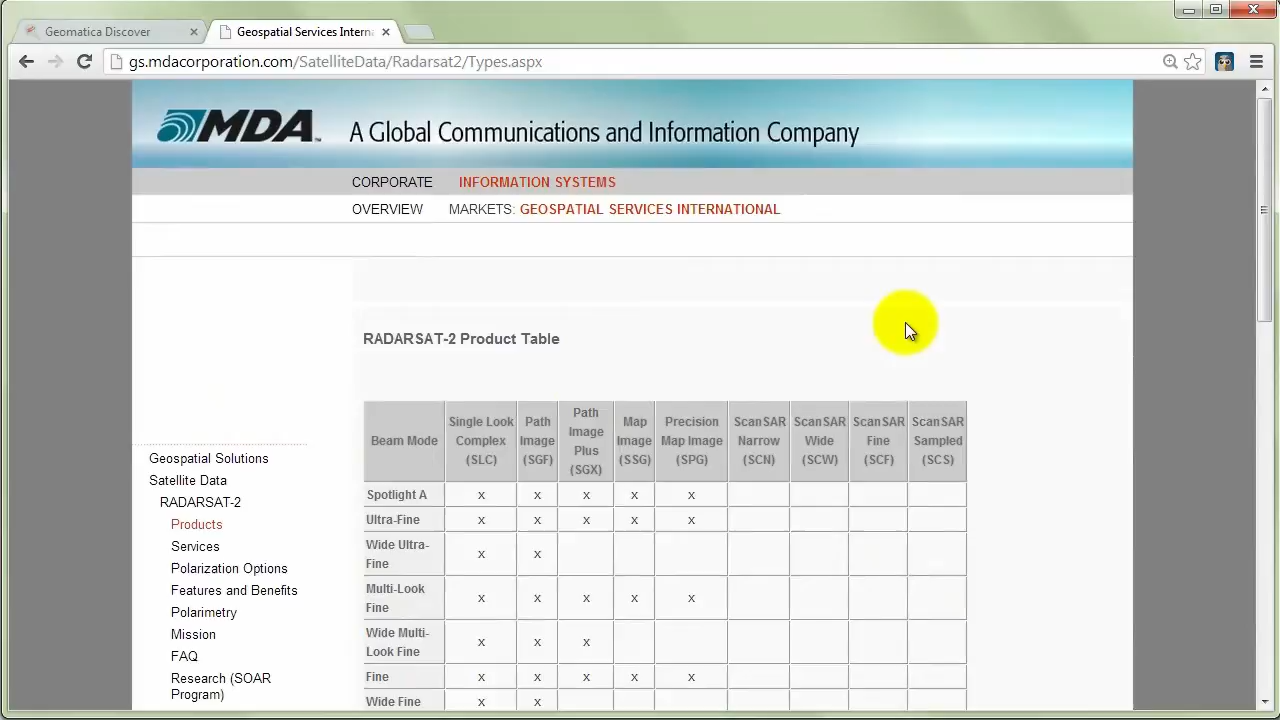 Geomatica Discover
Geospatial Services Interna
gs.mdacorporation.com/SatelliteData/Radarsat2/Types.aspx
MDA™ A Global Communications and Information Company
CORPORATE INFORMATION SYSTEMS
OVERVIEW MARKETS: GEOSPATIAL SERVICES INTERNATIONAL
Geospatial Solutions
Satellite Data
RADARSAT-2
Products
Services
Polarization Options
Features and Benefits
Polarimetry
Mission
FAQ
Research (SOAR
Program)
RADARSAT-2 Product Table
Beam Mode
Single Look
Complex
(SLC)
Path
Image
(SGF)
Path
Image
Plus
(SGX)
Map
Image
(SSG)
Precision
Map Image
(SPG)
ScanSAR
Narrow
(SCN)
ScanSAR
Wide
(SCW)
ScanSAR
Fine
(SCF)
ScanSAR
Sampled
(SCS)
Spotlight A x x x x x
Ultra-Fine x x x x x
Wide Ultra-
Fine x x
Multi-Look
Fine x x x x x
Wide Multi-
Look Fine x x x
Fine x x x x x
Wide Fine x x